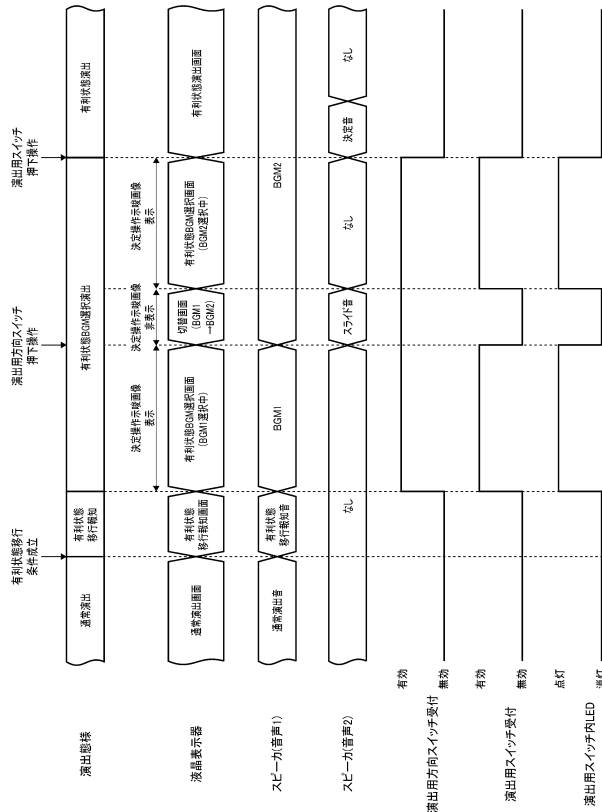 有利状態移行
条件成立
演出用方向スイッチ
押下操作
演出用スイッチ
押下操作
演出態様
通常演出
有利状態
移行報知
有利状態BGM選択演出
有利状態演出
決定操作示唆画像
表示
決定操作示唆画像
非表示
決定操作示唆画像
表示
液晶表示器
通常演出画面
有利状態
移行報知画面
有利状態BGM選択画面
(BGM1選択中)
切替画面
(BGM1
→BGM2)
有利状態BGM選択画面
(BGM2選択中)
有利状態演出画面
スピーカ(音声1)
通常演出音
有利状態
移行報知音
BGM1
BGM2
スピーカ(音声2)
なし
スライド音
なし
決定音
なし
演出用方向スイッチ受付
有効
無効
演出用スイッチ受付
有効
無効
演出用スイッチ内LED
点灯
消灯